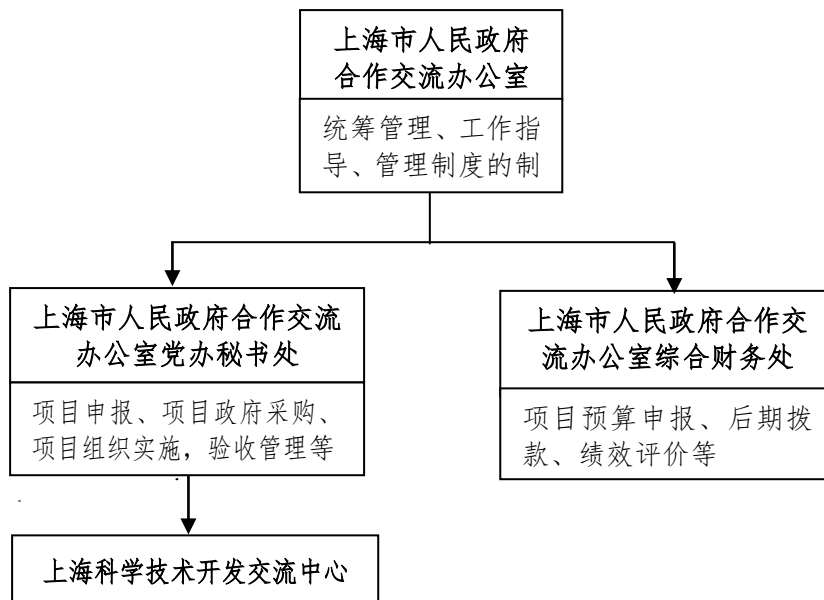 上海市人民政府
合作交流办公室
统筹管理、工作指
导、管理制度的制
上海市人民政府合作交流
办公室党办秘书处
项目申报、项目政府采购、
项目组织实施，验收管理等
上海市人民政府合作交
流办公室综合财务处
项目预算申报、后期拨
款、绩效评价等
上海科学技术开发交流中心